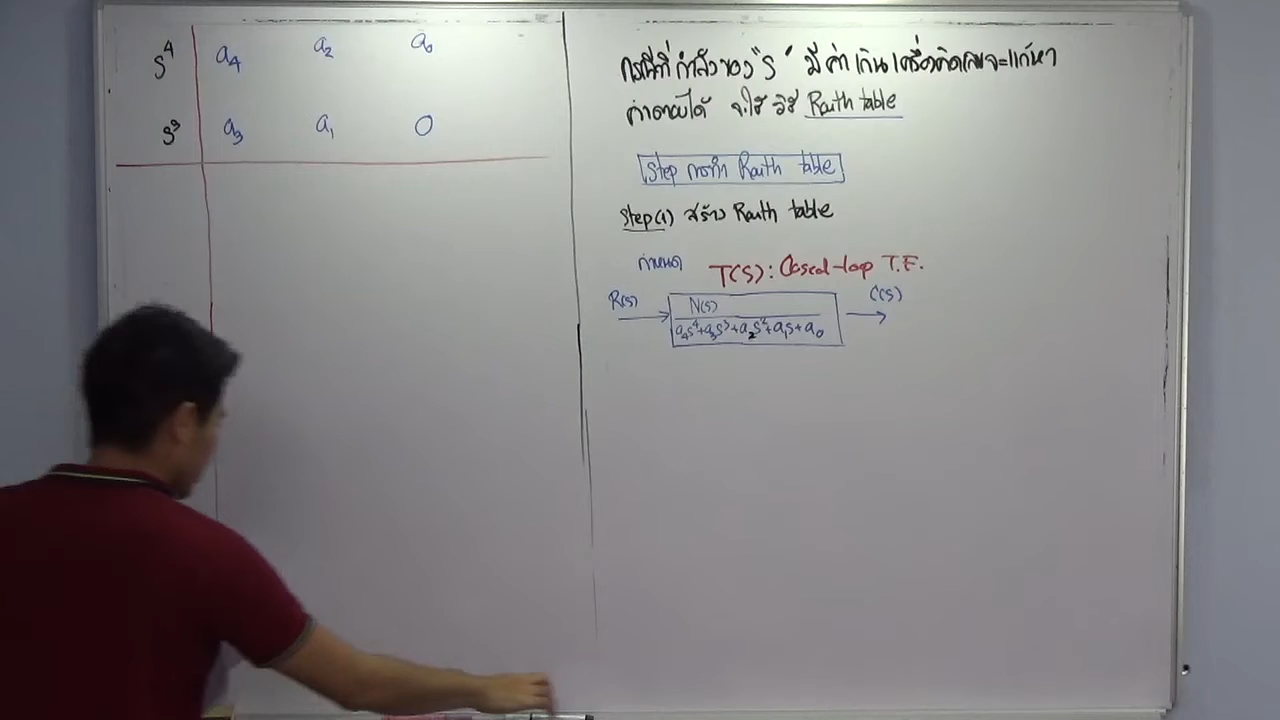 S⁴ a₄ a₂ a₀
S³ a₃ a₁ 0
กรณีที่กำลังของ "S" มีค่าเกินเครื่องคิดเลขจะแก้หา
คำตอบได้ จะใช้วิธี Routh table
Step การทำ Routh table
Step(1) สร้าง Routh table
กำหนด T(S): Closed-loop T.F.
R(S) N(S) C(S)
a₄s⁴+a₃s³+a₂s²+a₁s+a₀